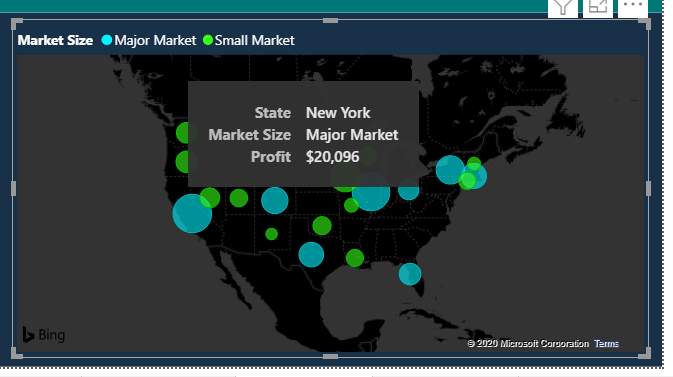 Market Size Major Market Small Market
State New York
Market Size Major Market
Profit $20,096
Bing
© 2020 Microsoft Corporation Terms